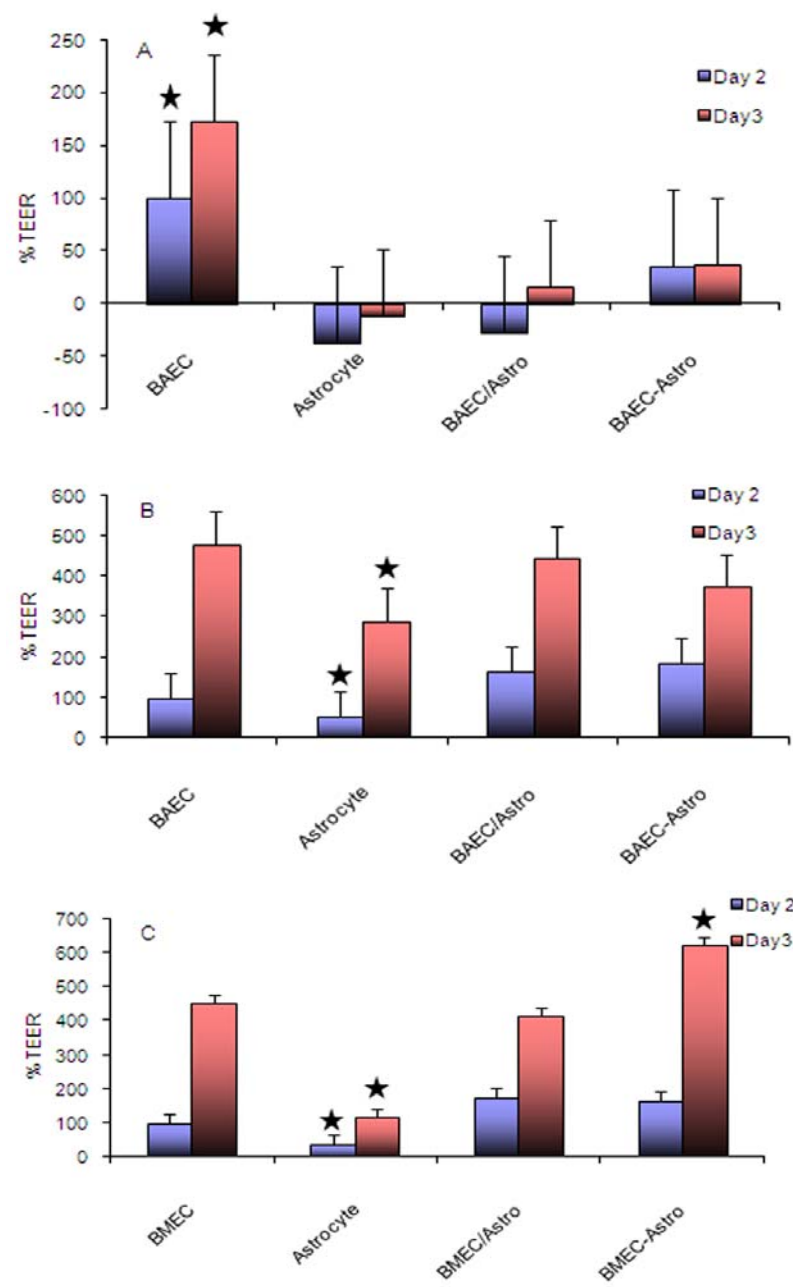 A
Day 2
Day3
250
200
150
100
50
0
-50
-100
%TEER
BAEC
Astrocyte
BAEC/Astro
BAEC-Astro
B
Day 2
Day3
600
500
400
300
200
100
0
%TEER
BAEC
Astrocyte
BAEC/Astro
BAEC-Astro
C
Day 2
Day3
700
600
500
400
300
200
100
0
%TEER
BMEC
Astrocyte
BMEC/Astro
BMEC-Astro